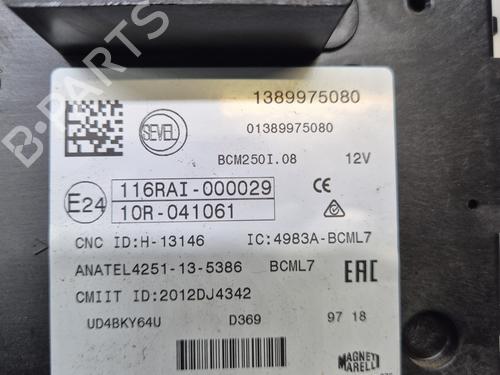 B-PARTS
1389975080
SEVEL
01389975080
BCM250I.08 12V
E24
116RAI-000029
10R-041061
CE
CNC ID:H-13146 IC:4983A-BCML7
ANATEL4251-13-5386 BCML7
EAC
CMIIT ID:2012DJ4342
UD4BKY64U D369 97 18
MAGNETI
MARELLI